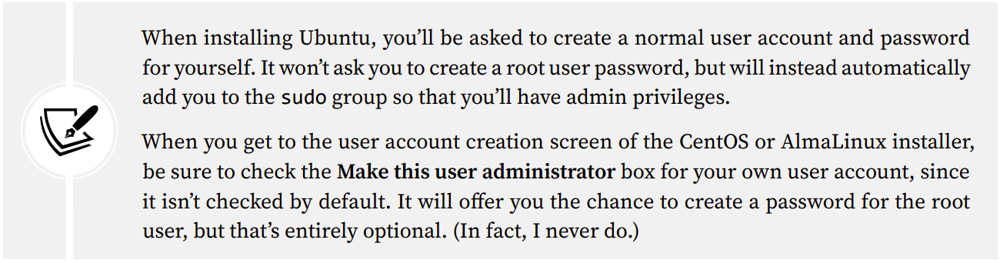 When installing Ubuntu, you’ll be asked to create a normal user account and password
for yourself. It won’t ask you to create a root user password, but will instead automatically
add you to the sudo group so that you’ll have admin privileges.
When you get to the user account creation screen of the CentOS or AlmaLinux installer,
be sure to check the Make this user administrator box for your own user account, since
it isn’t checked by default. It will offer you the chance to create a password for the root
user, but that’s entirely optional. (In fact, I never do.)